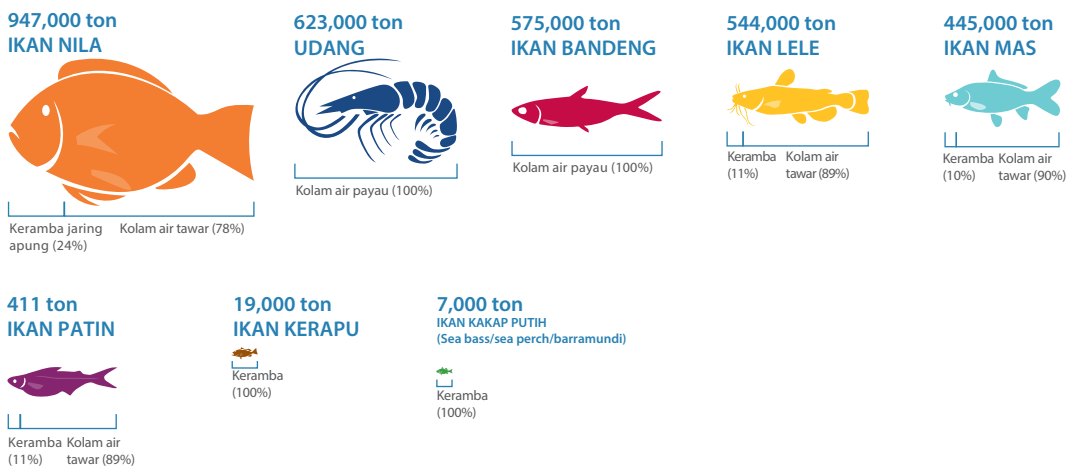 947,000 ton
IKAN NILA
Keramba jaring
apung (24%)
Kolam air tawar (78%)
623,000 ton
UDANG
Kolam air payau (100%)
575,000 ton
IKAN BANDENG
Kolam air payau (100%)
544,000 ton
IKAN LELE
Keramba
(11%)
Kolam air
tawar (89%)
445,000 ton
IKAN MAS
Keramba
(10%)
Kolam air
tawar (90%)
411 ton
IKAN PATIN
Keramba
(11%)
Kolam air
tawar (89%)
19,000 ton
IKAN KERAPU
Keramba
(100%)
7,000 ton
IKAN KAKAP PUTIH
(Sea bass/sea perch/barramundi)
Keramba
(100%)